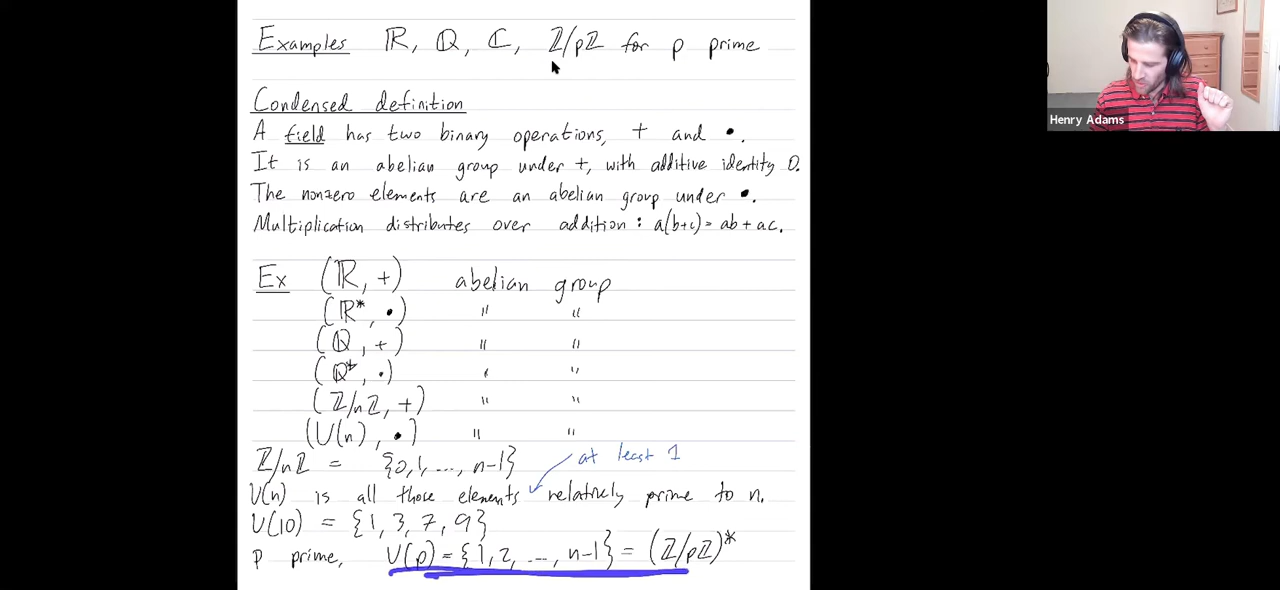 Examples ℝ, ℚ, ℂ, ℤ/pℤ for p prime
Condensed definition
A field has two binary operations, + and •.
It is an abelian group under +, with additive identity 0.
The nonzero elements are an abelian group under •.
Multiplication distributes over addition : a(b+c) = ab + ac.
Ex (ℝ, +) abelian group
(ℝ*, •) " "
(ℚ, +) " "
(ℚ*, •) ' "
(ℤ/nℤ, +) " "
(U(n), •) " "
ℤ/nℤ = {0, 1, ..., n-1}
at least 1
U(n) is all those elements relatively prime to n.
U(10) = {1, 3, 7, 9}
P prime, U(p) = {1, 2, ..., n-1} = (ℤ/pℤ)*
Henry Adams